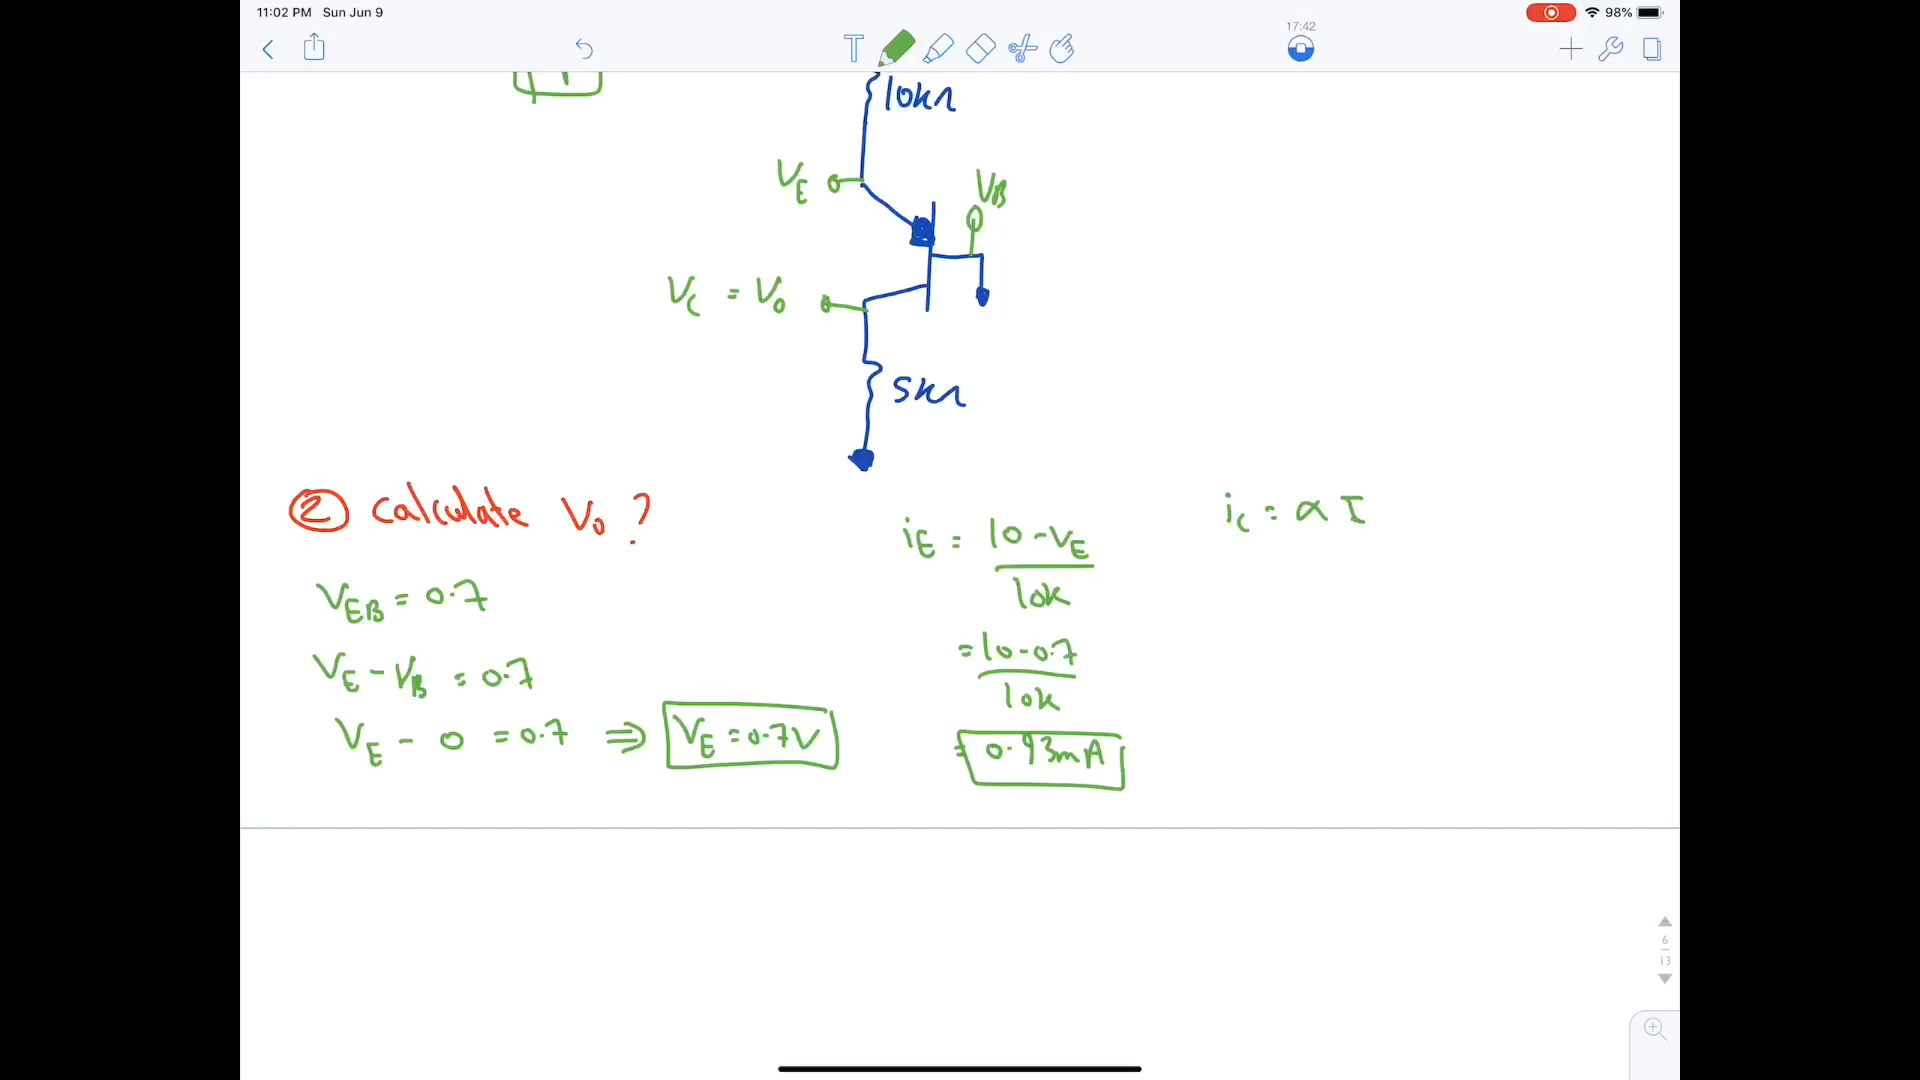 11:02 PM Sun Jun 9
98%
17:42
T
10kΩ
VE
VB
VC = Vo
5kΩ
② Calculate Vo ?
iE = 10 - VE
10k
iC = α I
VEB = 0.7
= 10 - 0.7
10k
VE - VB = 0.7
VE - 0 = 0.7 ⇒ VE = 0.7V
= 0.93mA
6
13